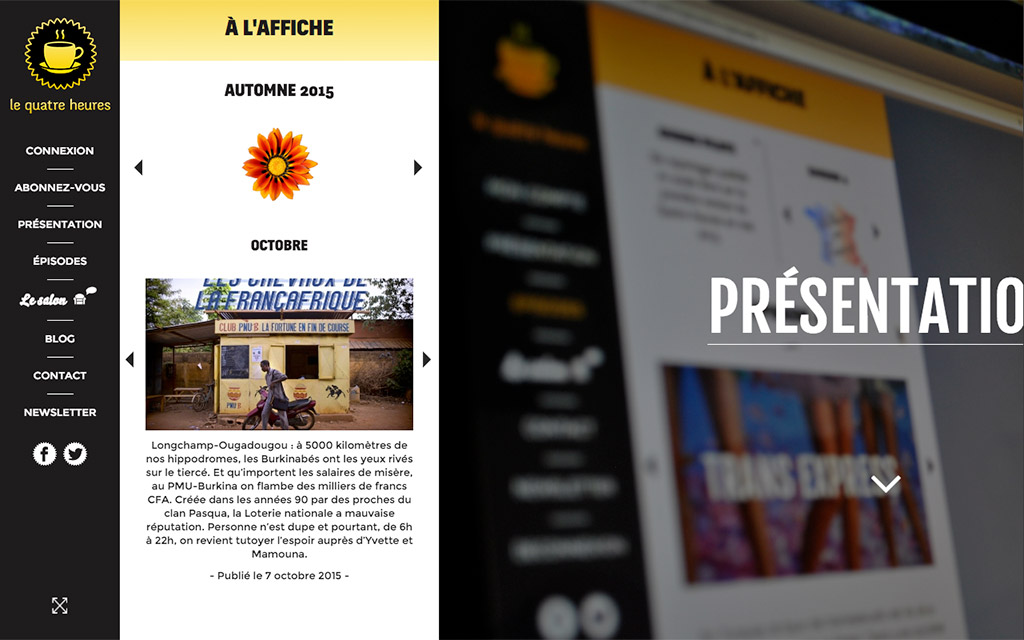 le quatre heures
CONNEXION
ABONNEZ-VOUS
PRÉSENTATION
ÉPISODES
Le salon
BLOG
CONTACT
NEWSLETTER
À L'AFFICHE
AUTOMNE 2015
OCTOBRE
LES CHEVAUX DE
LA FRANÇAFRIQUE
CLUB PMU'B LA FORTUNE EN FIN DE COURSE
PMU'B
Longchamp-Ougadougou : à 5000 kilomètres de
nos hippodromes, les Burkinabés ont les yeux rivés
sur le tiercé. Et qu'importent les salaires de misère,
au PMU-Burkina on flambe des milliers de francs
CFA. Créée dans les années 90 par des proches du
clan Pasqua, la Loterie nationale a mauvaise
réputation. Personne n'est dupe et pourtant, de 6h
à 22h, on revient tutoyer l'espoir auprès d'Yvette et
Mamouna.
- Publié le 7 octobre 2015 -
À L'AFFICHE
PRÉSENTATIO
CONTACT
TRANS EXPRESS